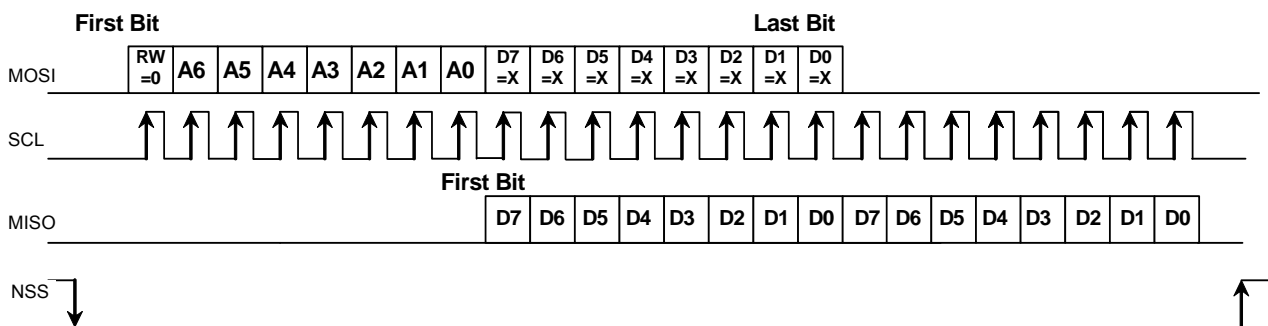 First Bit Last Bit
MOSI RW =0 A6 A5 A4 A3 A2 A1 A0 D7 =X D6 =X D5 =X D4 =X D3 =X D2 =X D1 =X D0 =X
SCL
First Bit
MISO D7 D6 D5 D4 D3 D2 D1 D0 D7 D6 D5 D4 D3 D2 D1 D0
NSS